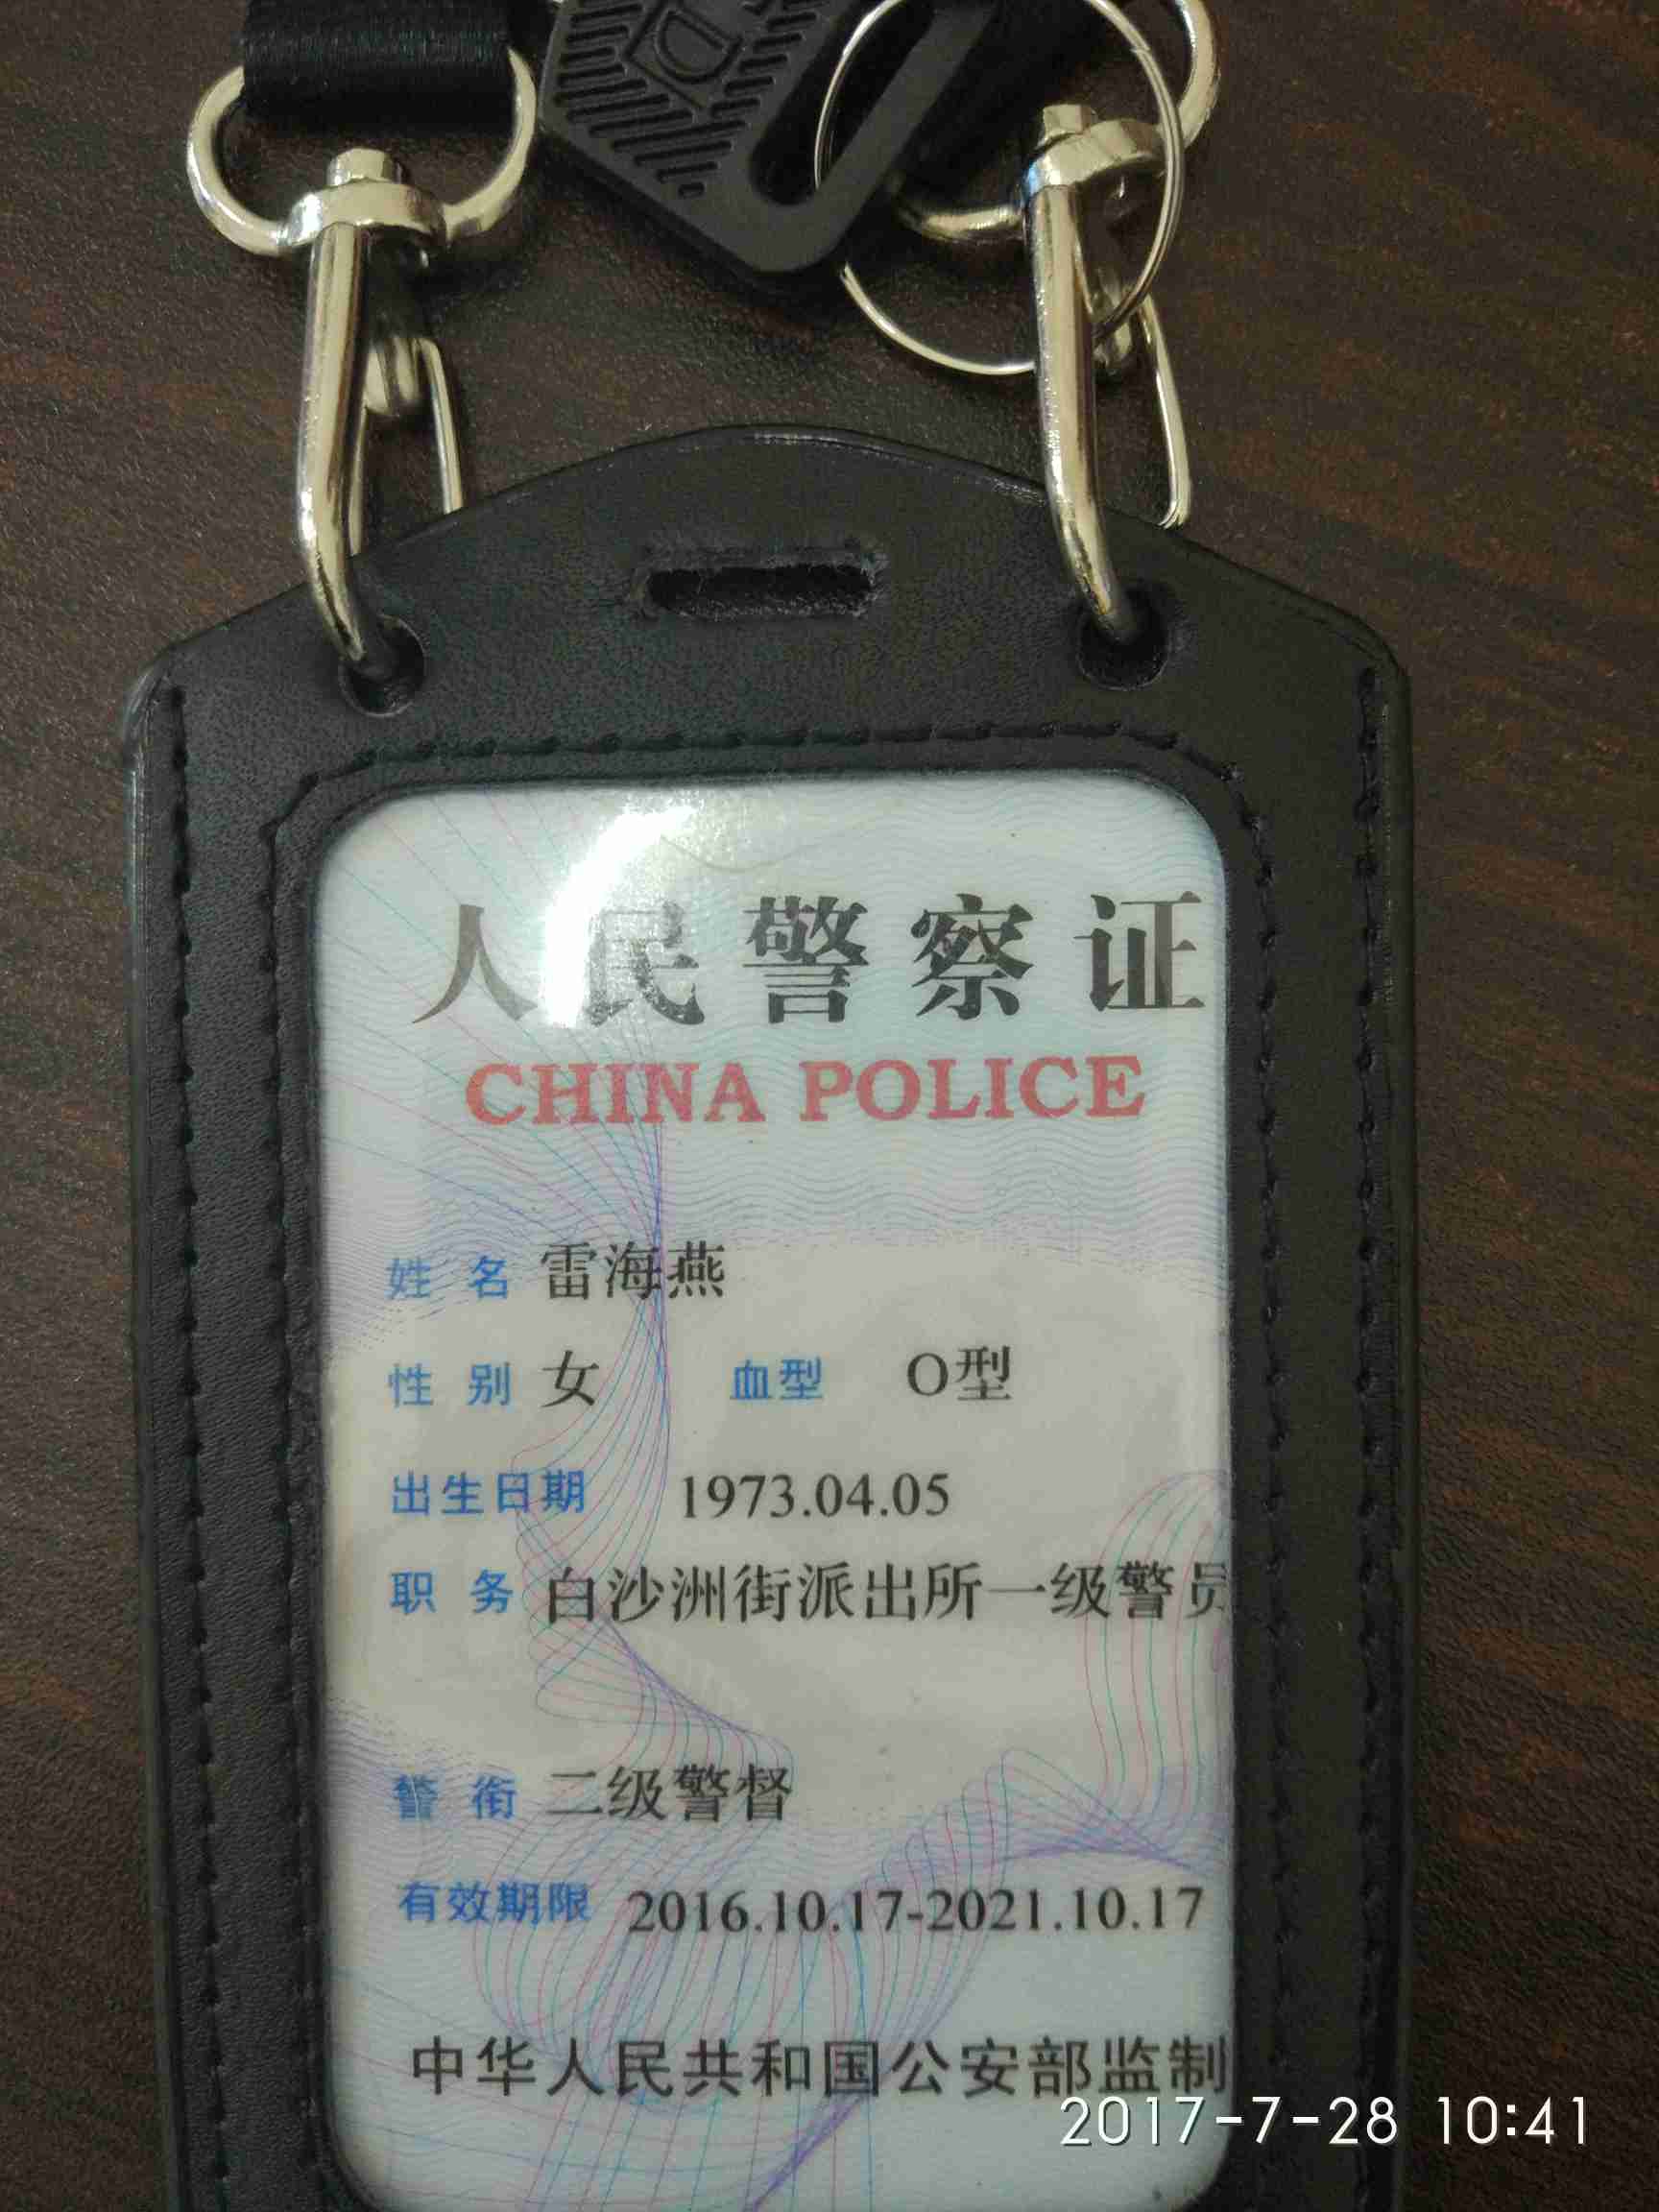 D
人民警察证
CHINA POLICE
姓名 雷海燕
性别 女 血型 O型
出生日期 1973.04.05
职务 白沙洲街派出所一级警员
警衔 二级警督
有效期限 2016.10.17-2021.10.17
中华人民共和国公安部监制
2017-7-28 10:41